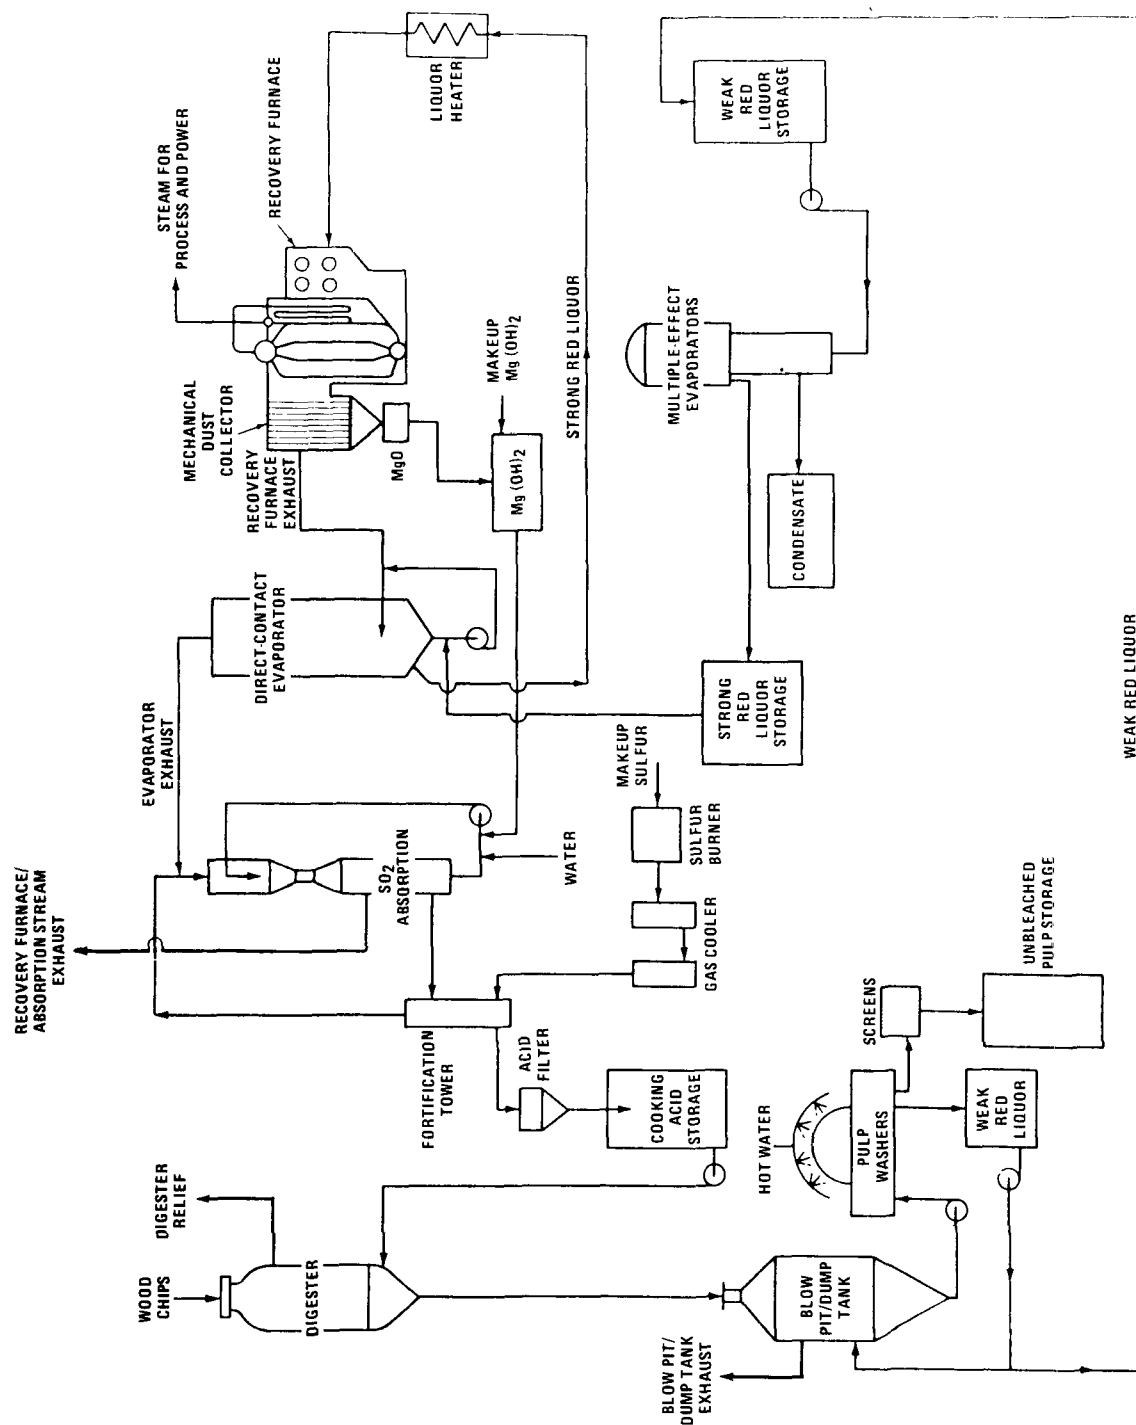 RECOVERY FURNACE/
ABSORPTION STREAM
EXHAUST
EVAPORATOR
EXHAUST
STEAM FOR
PROCESS AND POWER
RECOVERY FURNACE
MECHANICAL
DUST
COLLECTOR
RECOVERY
FURNACE
EXHAUST
LIQUOR
HEATER
WOOD
CHIPS
DIGESTER
RELIEF
DIGESTER
SO2
ABSORPTION
DIRECT-CONTACT
EVAPORATOR
MgO
MAKEUP
Mg (OH)2
Mg (OH)2
FORTIFICATION
TOWER
ACID
FILTER
WATER
STRONG RED LIQUOR
COOKING
ACID
STORAGE
GAS COOLER
SULFUR
BURNER
MAKEUP
SULFUR
STRONG
RED
LIQUOR
STORAGE
CONDENSATE
MULTIPLE-EFFECT
EVAPORATORS
WEAK
RED
LIQUOR
STORAGE
BLOW PIT/
DUMP TANK
EXHAUST
BLOW
PIT/DUMP
TANK
HOT WATER
PULP
WASHERS
SCREENS
WEAK
RED
LIQUOR
UNBLEACHED
PULP STORAGE
WEAK RED LIQUOR